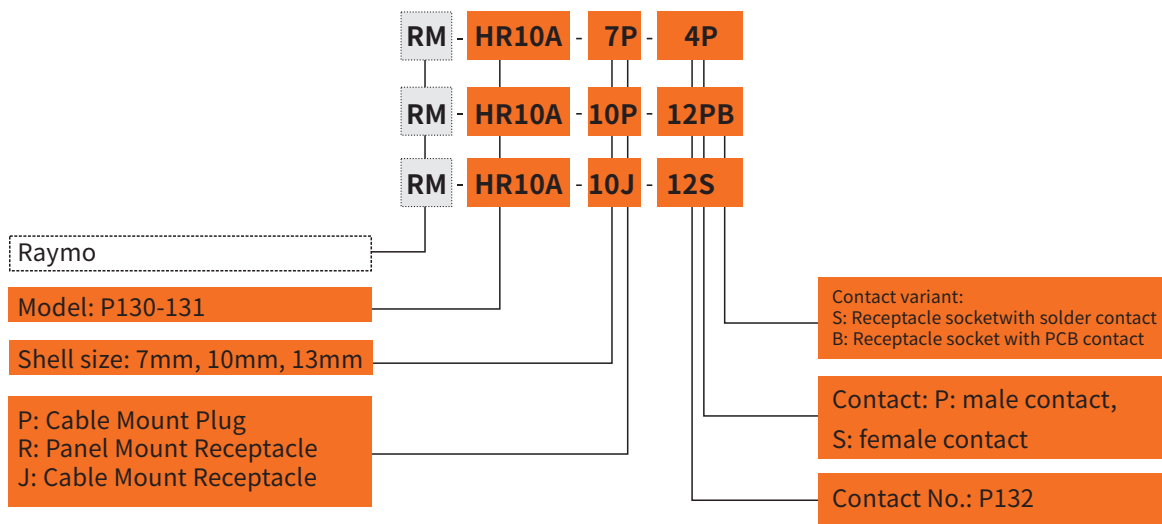 RM - HR10A - 7P - 4P
RM - HR10A - 10P - 12PB
RM - HR10A - 10J - 12S
Raymo
Model: P130-131
Shell size: 7mm, 10mm, 13mm
P: Cable Mount Plug
R: Panel Mount Receptacle
J: Cable Mount Receptacle
Contact variant:
S: Receptacle socketwith solder contact
B: Receptacle socket with PCB contact
Contact: P: male contact,
S: female contact
Contact No.: P132